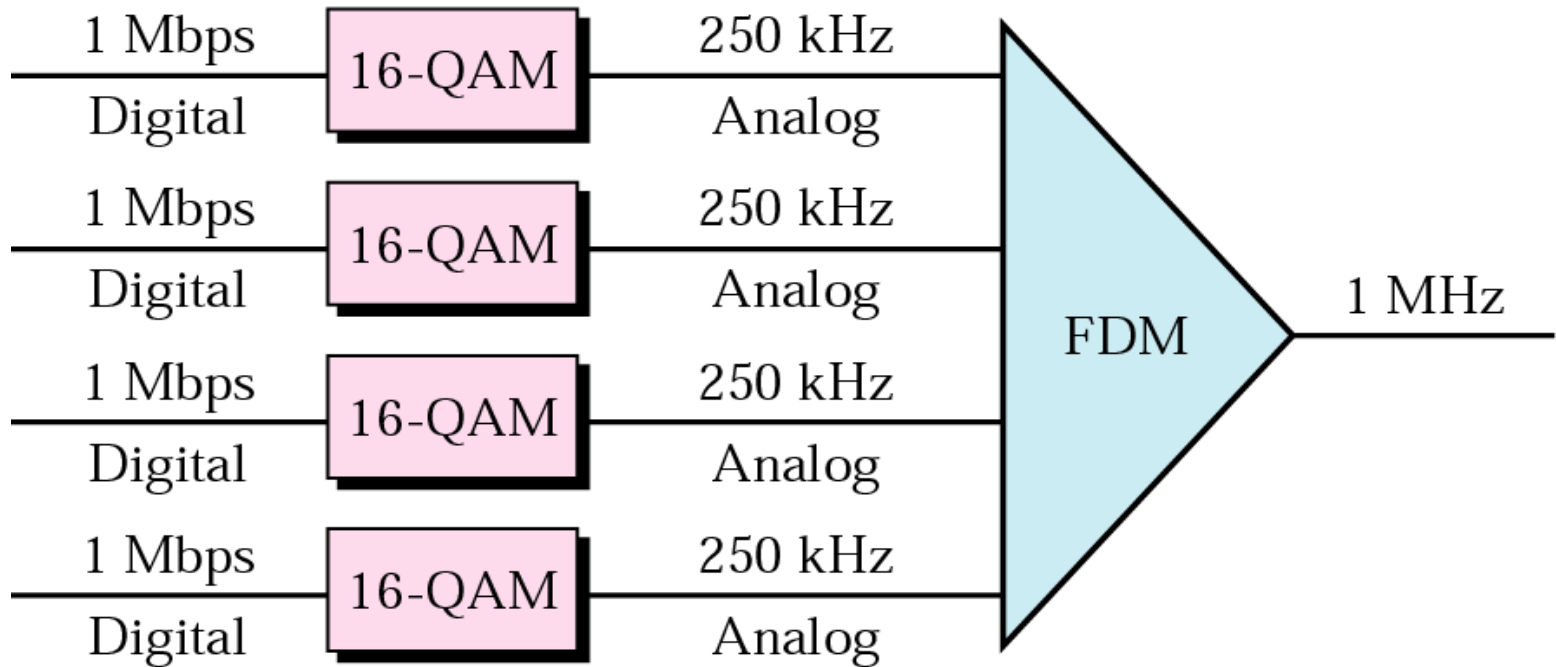 1 Mbps
Digital
16-QAM
250 kHz
Analog
1 Mbps
Digital
16-QAM
250 kHz
Analog
1 Mbps
Digital
16-QAM
250 kHz
Analog
1 Mbps
Digital
16-QAM
250 kHz
Analog
FDM
1 MHz